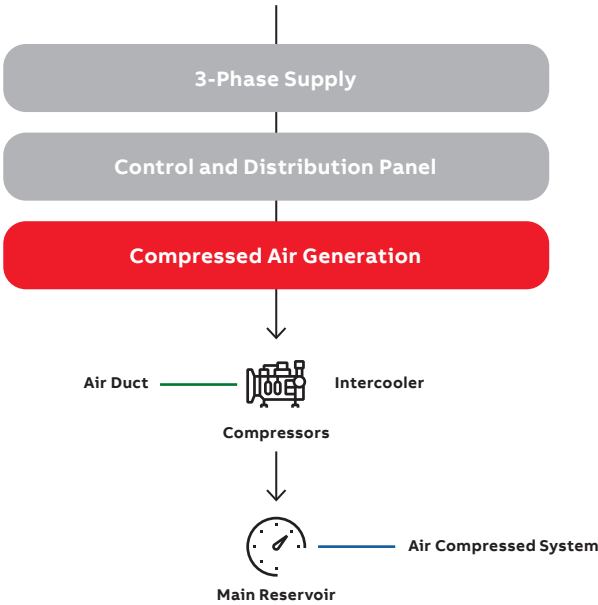 3-Phase Supply
Control and Distribution Panel
Compressed Air Generation
Air Duct
Intercooler
Compressors
Air Compressed System
Main Reservoir